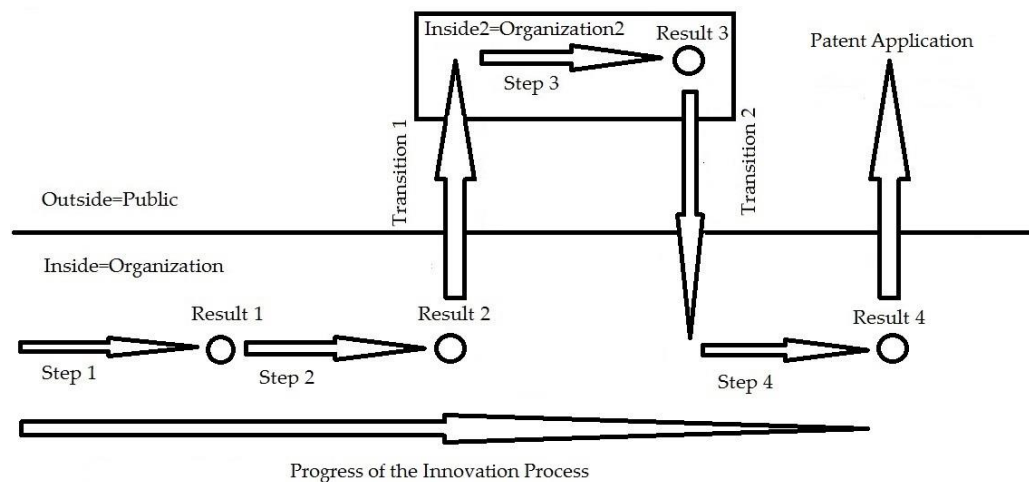 Inside2=Organization2
Result 3
Patent Application
Step 3
Transition 1
Transition 2
Outside=Public
Inside=Organization
Result 1
Result 2
Result 4
Step 1
Step 2
Step 4
Progress of the Innovation Process